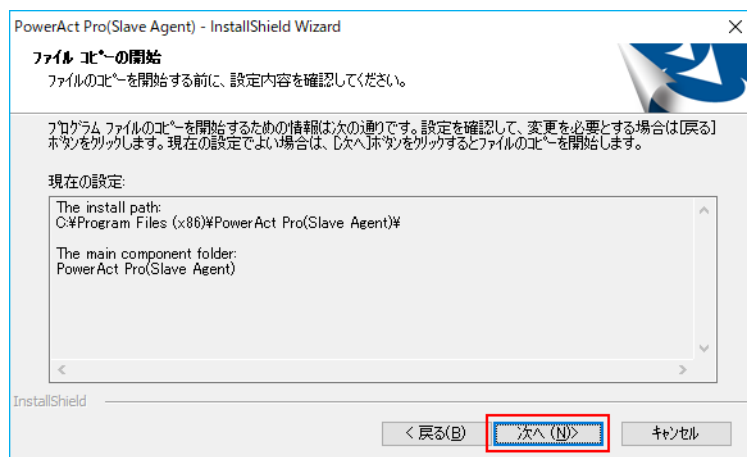 PowerAct Pro(Slave Agent) - InstallShield Wizard
ファイル コピーの開始
ファイルのコピーを開始する前に、設定内容を確認してください。
プログラム ファイルのコピーを開始するための情報は次の通りです。設定を確認して、変更を必要とする場合は[戻る]
ボタンをクリックします。現在の設定でよい場合は、[次へ]ボタンをクリックするとファイルのコピーを開始します。
現在の設定:
The install path:
C:¥Program Files (x86)¥PowerAct Pro(Slave Agent)¥
The main component folder:
PowerAct Pro(Slave Agent)
InstallShield
< 戻る(B)
次へ (N)>
キャンセル